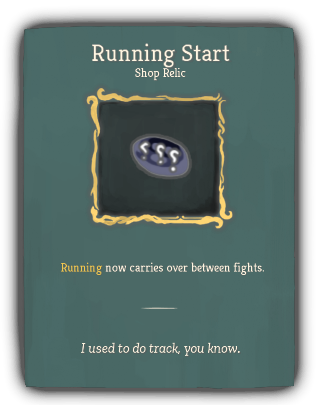 Running Start
Shop Relic
???
Running now carries over between fights.
I used to do track, you know.